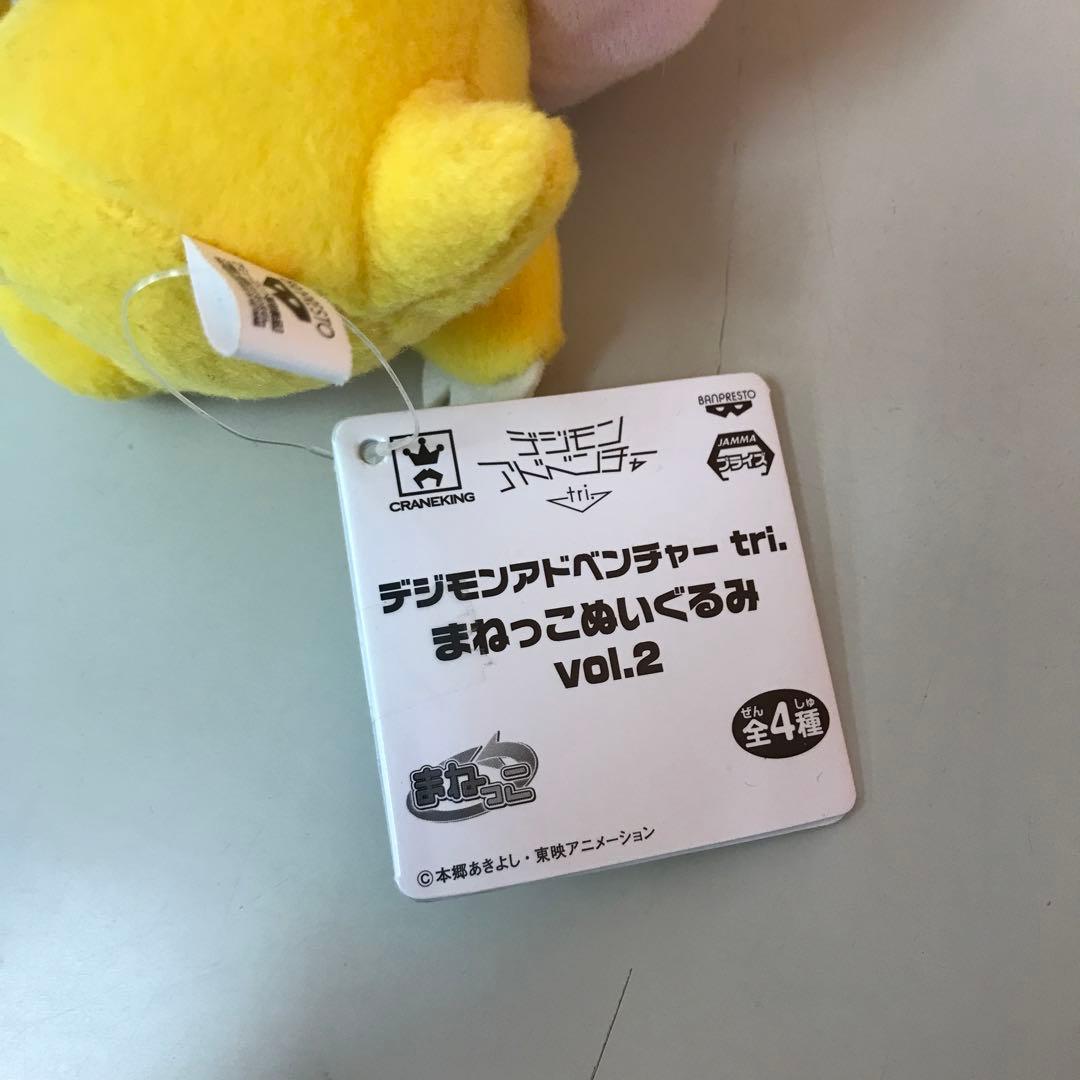 BANPRESTO
JAMMA
プライズ
CRANEKING
デジモン
アドベンチャー
tri.
デジモンアドベンチャー tri.
まねっこぬいぐるみ
vol.2
ぜん しゅ
全4種
まねっこ
©本郷あきよし・東映アニメーション